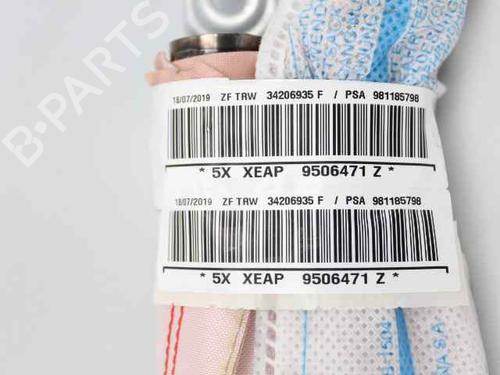 B-PARTS
18/07/2019 ZF TRW 34206935 F / PSA 981185798
* 5X XEAP 9506471 Z *
18/07/2019 ZF TRW 34206935 F / PSA 981185798
* 5X XEAP 9506471 Z *